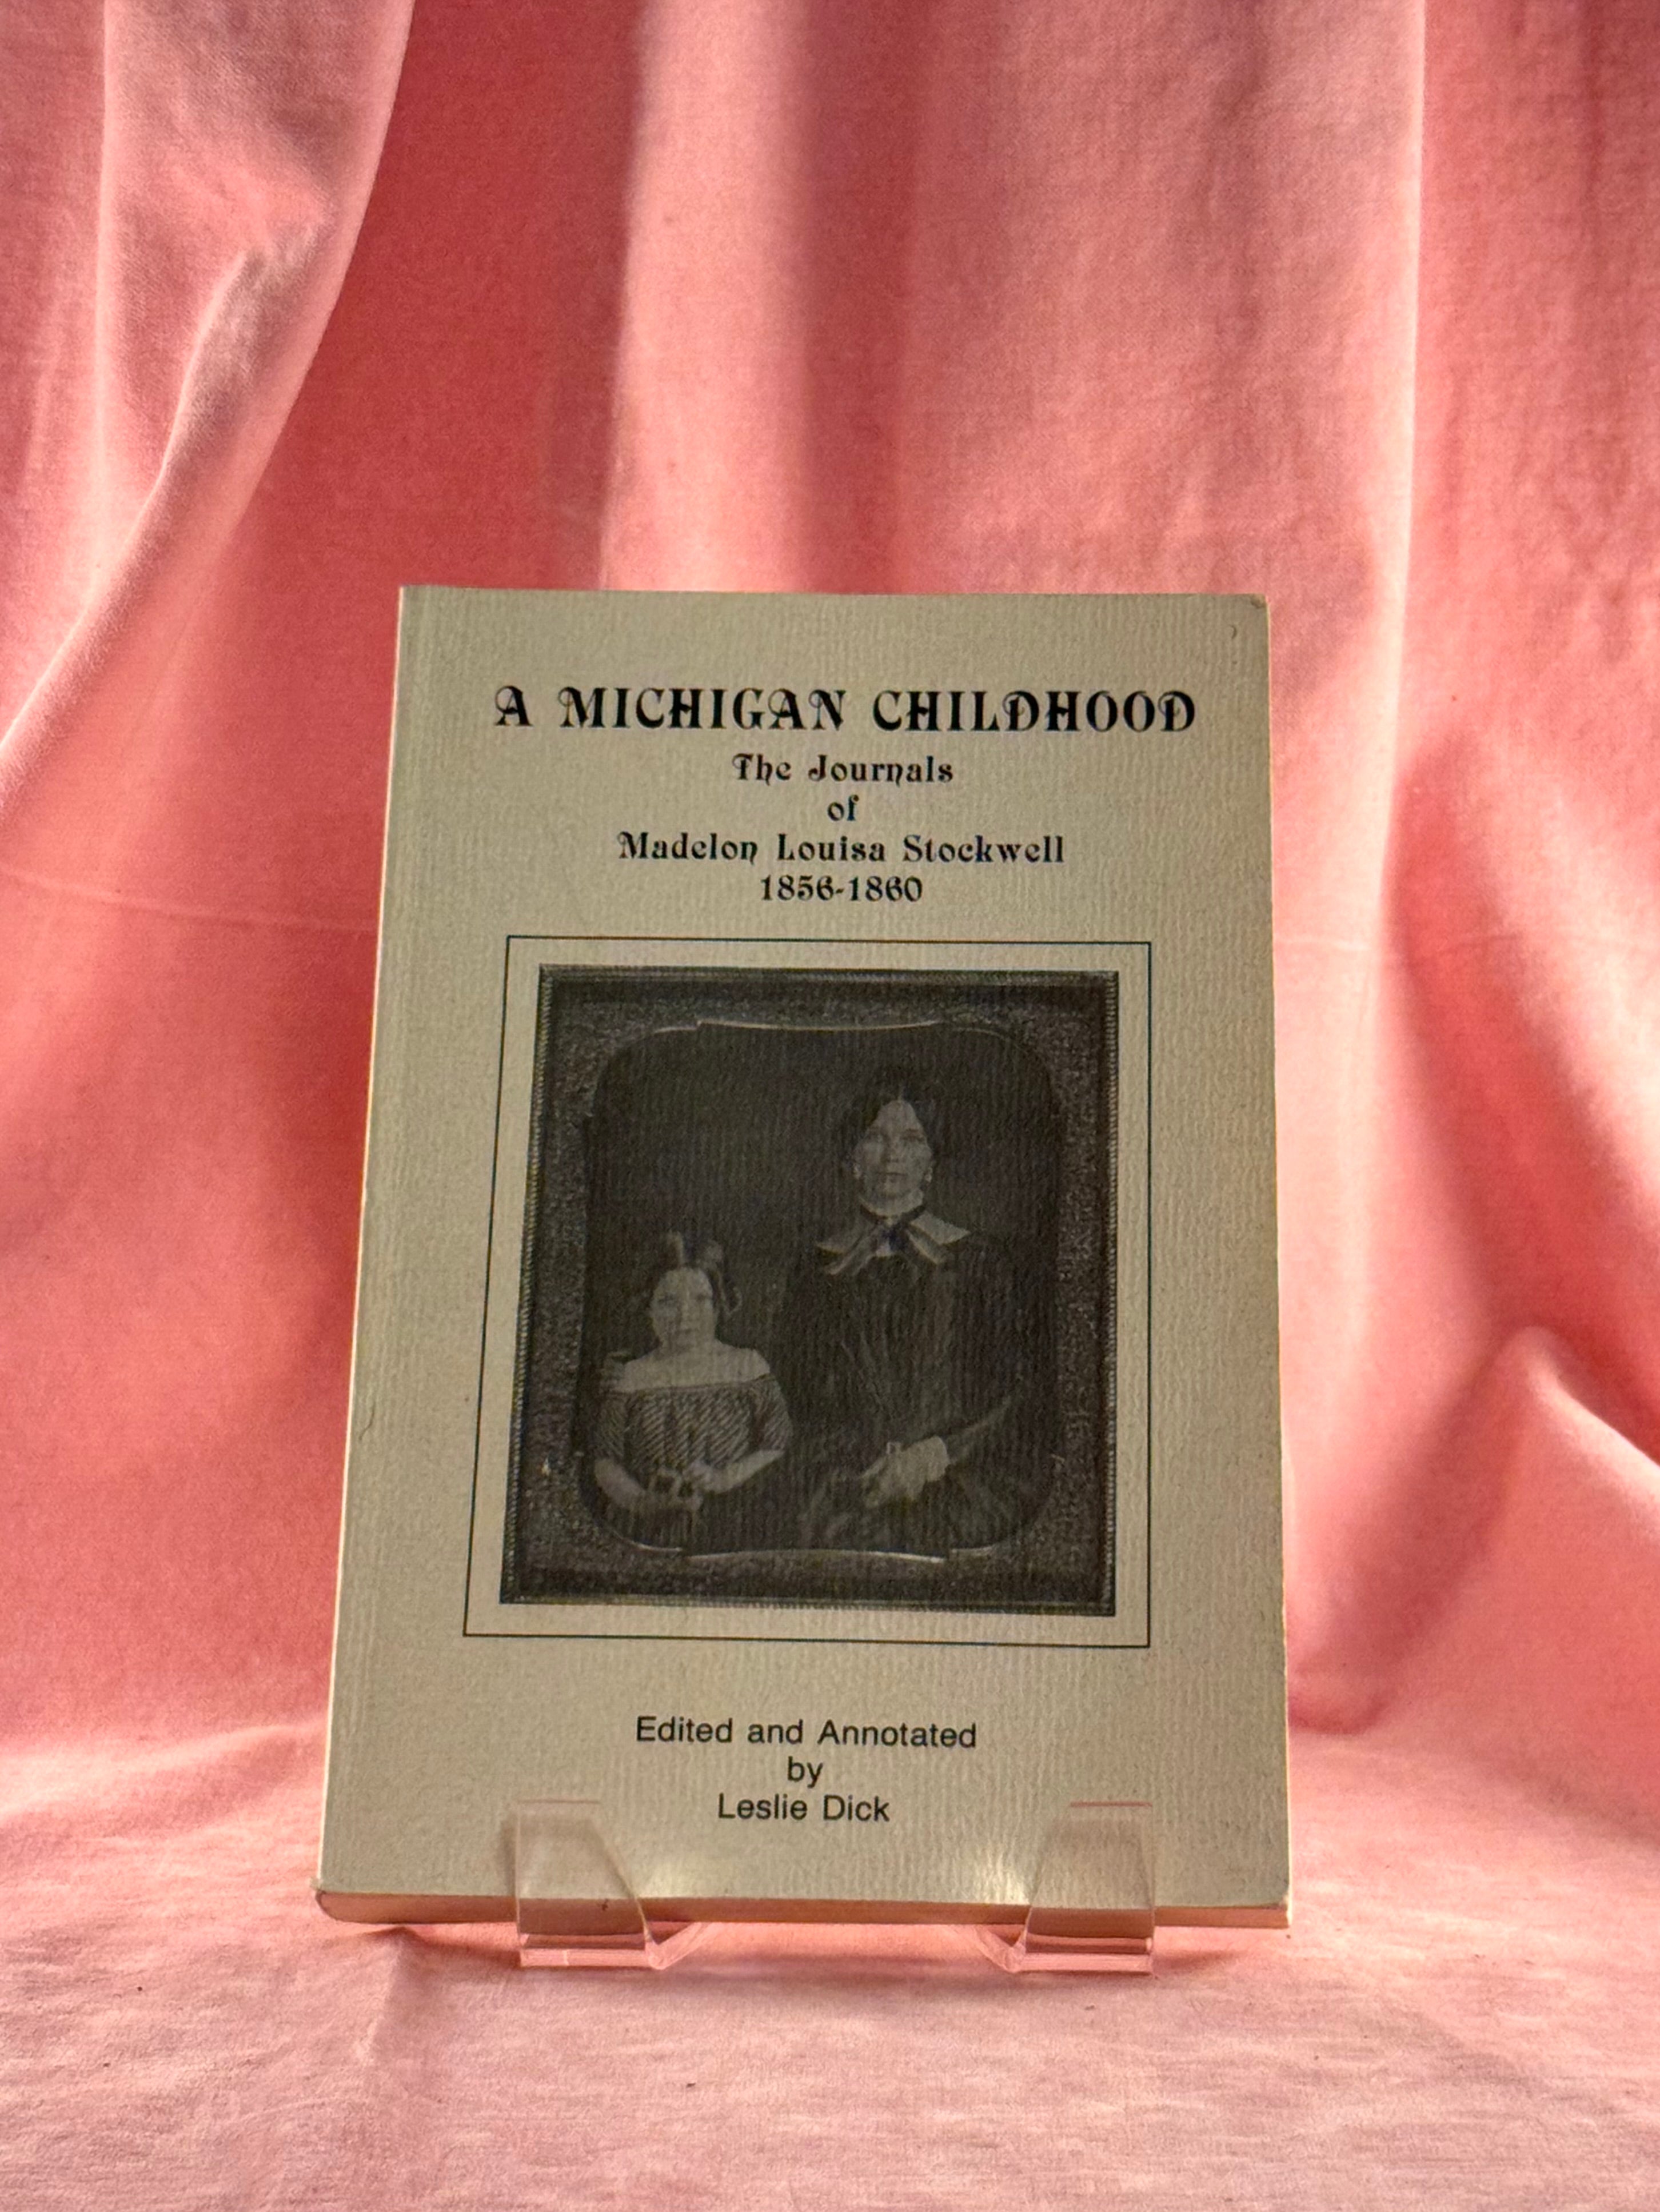 A MICHIGAN CHILDHOOD
The Journals
of
Madelon Louisa Stockwell
1856-1860
Edited and Annotated
by
Leslie Dick